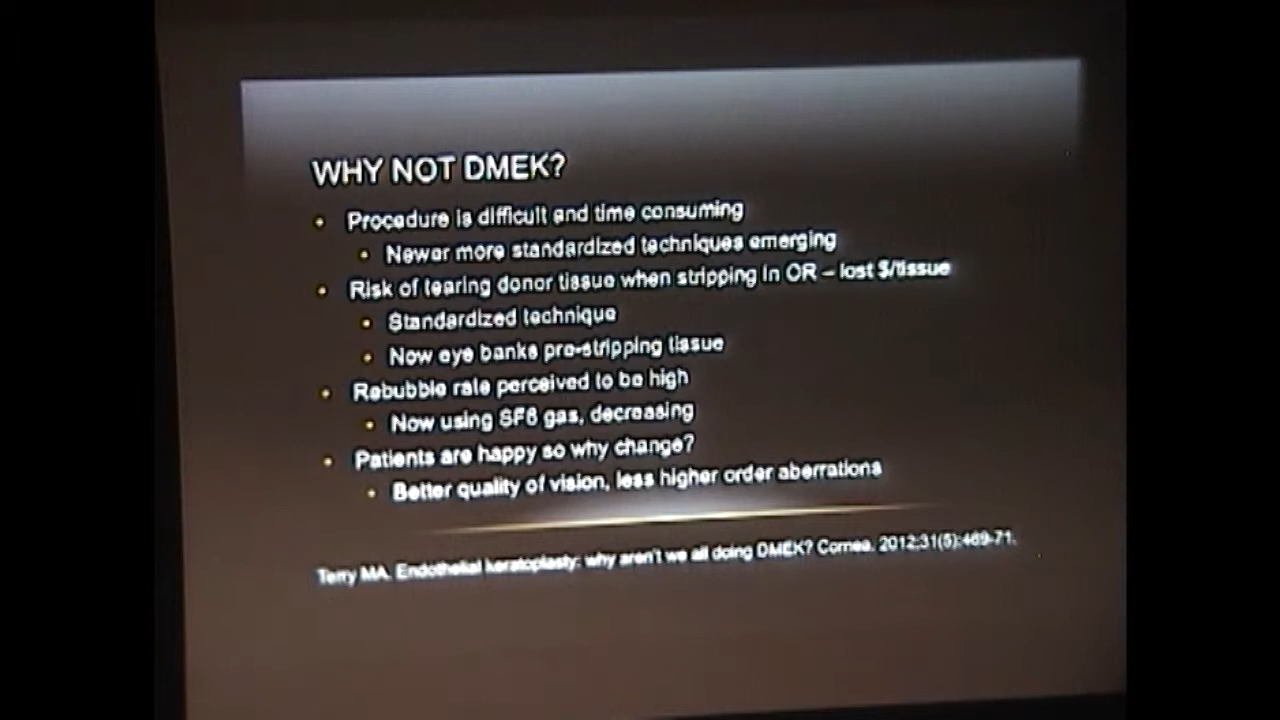 WHY NOT DMEK?
• Procedure is difficult and time consuming
• Newer more standardized techniques emerging
• Risk of tearing donor tissue when stripping in OR – lost $/tissue
• Standardized technique
• Now eye banks pre-stripping tissue
• Rebubble rate perceived to be high
• Now using SF6 gas, decreasing
• Patients are happy so why change?
• Better quality of vision, less higher order aberrations
Terry MA. Endothelial keratoplasty: why aren't we all doing DMEK? Cornea. 2012;31(5):469-71.